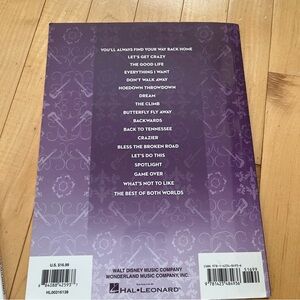 YOU'LL ALWAYS FIND YOUR WAY BACK HOME
LET'S GET CRAZY
THE GOOD LIFE
EVERYTHING I WANT
DON'T WALK AWAY
HOEDOWN THROWDOWN
DREAM
THE CLIMB
BUTTERFLY FLY AWAY
BACKWARDS
BACK TO TENNESSEE
CRAZIER
BLESS THE BROKEN ROAD
LET'S DO THIS
SPOTLIGHT
GAME OVER
WHAT'S NOT TO LIKE
THE BEST OF BOTH WORLDS
WALT DISNEY MUSIC COMPANY
WONDERLAND MUSIC COMPANY, INC.
U.S. $16.99
HL00316139
HAL•LEONARD
51699